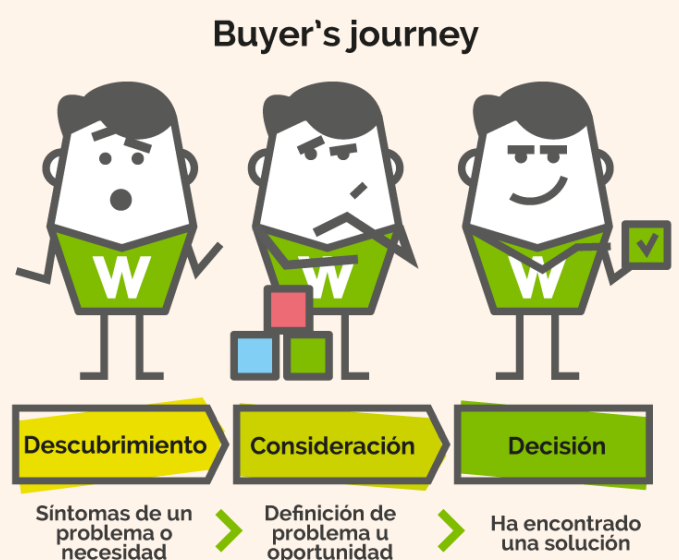 Buyer's journey
W W W
Descubrimiento Consideración Decisión
Síntomas de un
problema o
necesidad
Definición de
problema u
oportunidad
Ha encontrado
una solución